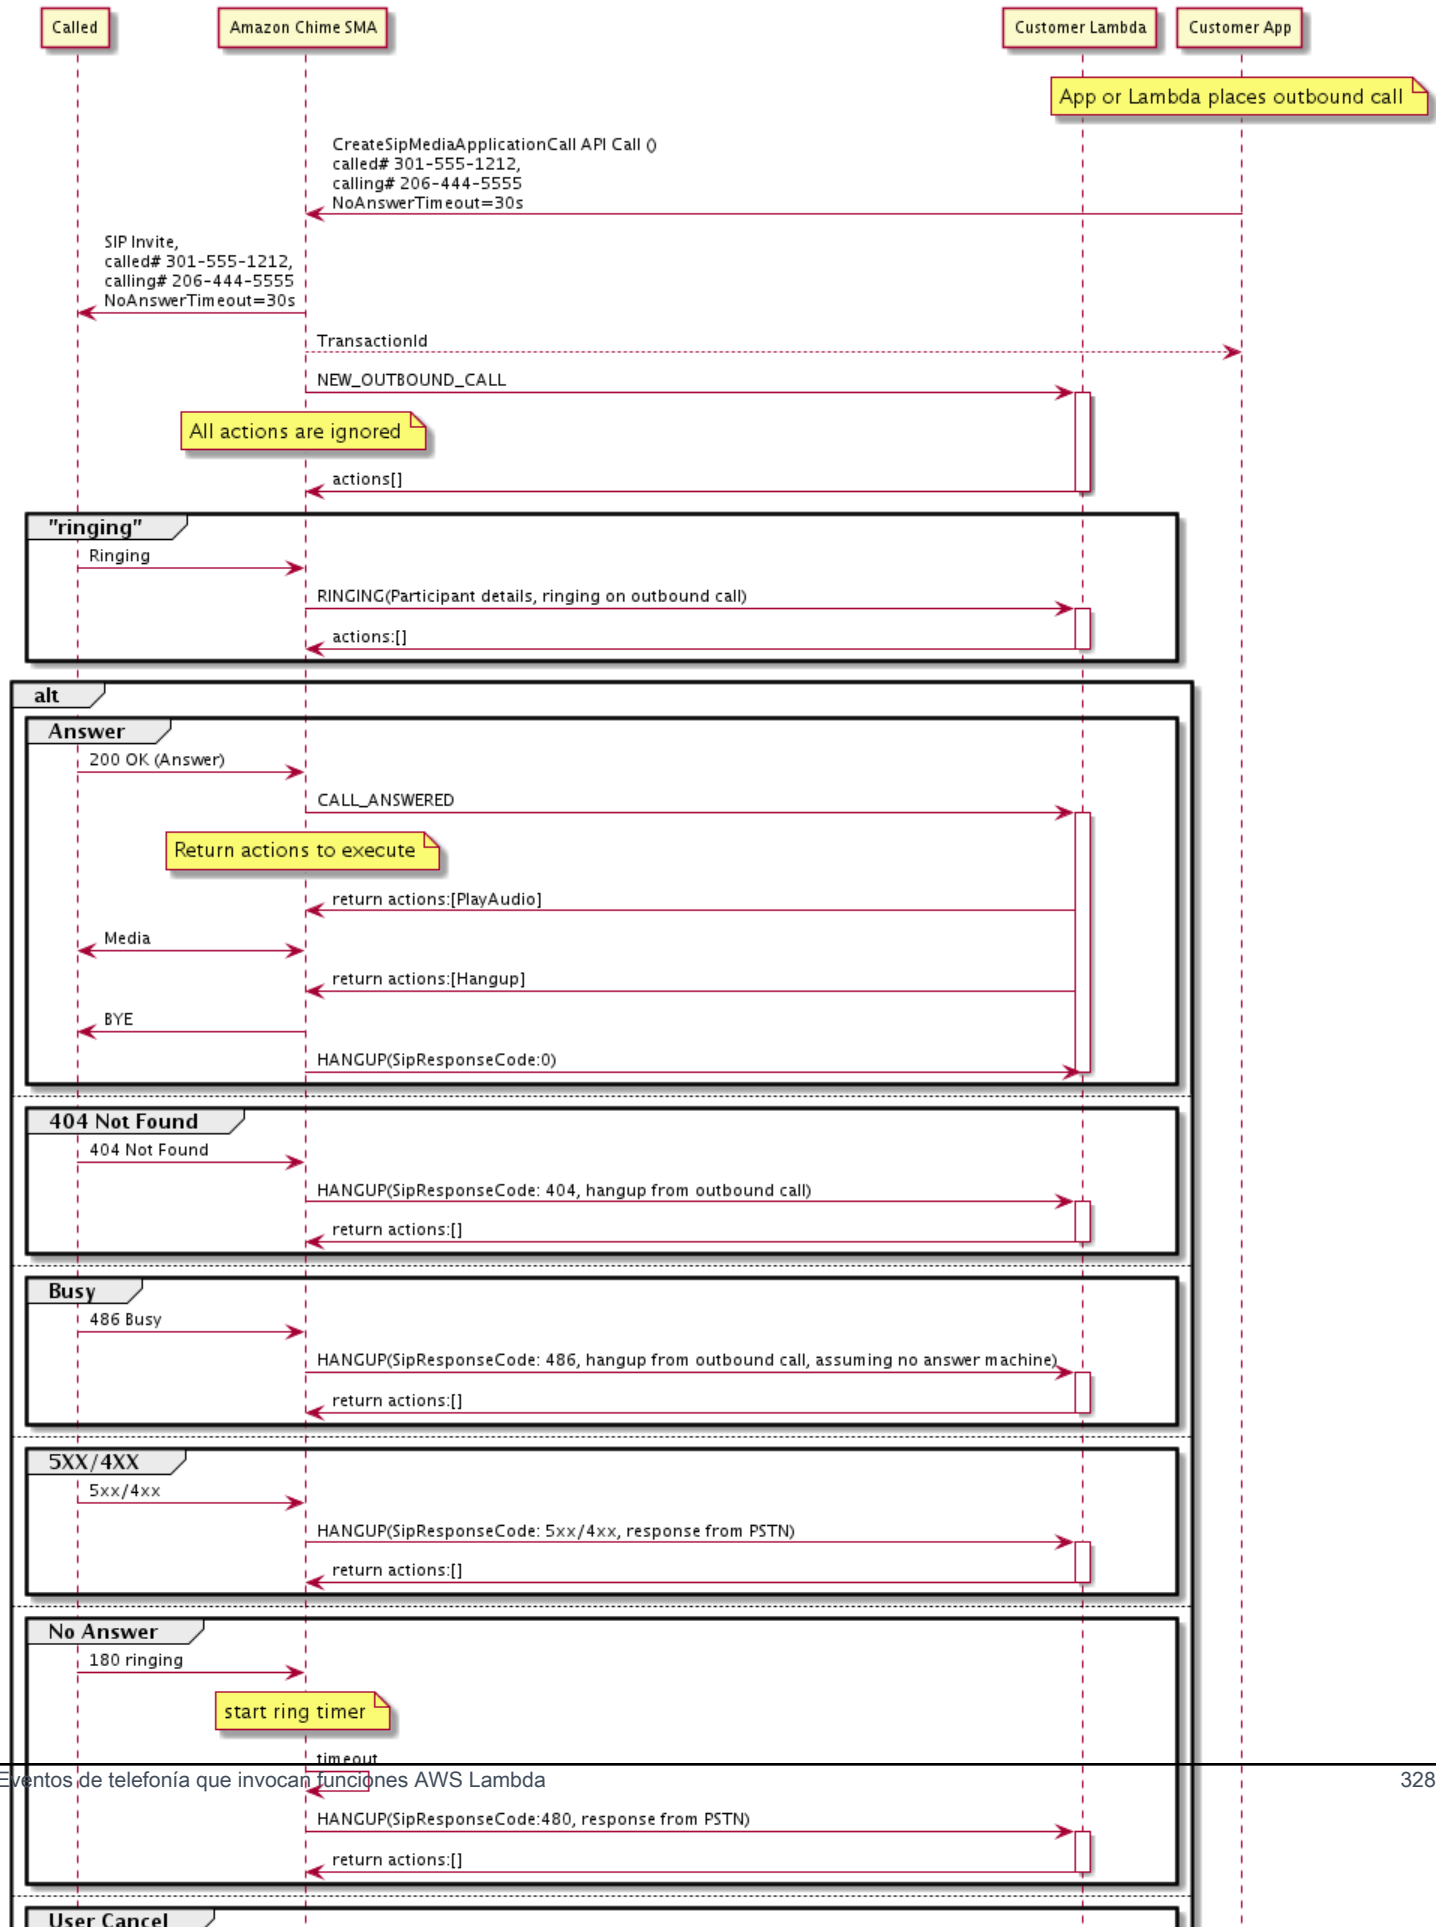 Called
Amazon Chime SMA
Customer Lambda
Customer App
App or Lambda places outbound call
CreateSipMediaApplicationCall API Call ()
called# 301-555-1212,
calling# 206-444-5555
NoAnswerTimeout=30s
SIP Invite,
called# 301-555-1212,
calling# 206-444-5555
NoAnswerTimeout=30s
TransactionId
NEW_OUTBOUND_CALL
All actions are ignored
actions[]
"ringing"
Ringing
RINGING(Participant details, ringing on outbound call)
actions:[]
alt
Answer
200 OK (Answer)
CALL_ANSWERED
Return actions to execute
return actions:[PlayAudio]
Media
return actions:[Hangup]
BYE
HANGUP(SipResponseCode:0)
404 Not Found
404 Not Found
HANGUP(SipResponseCode: 404, hangup from outbound call)
return actions:[]
Busy
486 Busy
HANGUP(SipResponseCode: 486, hangup from outbound call, assuming no answer machine)
return actions:[]
5XX/4XX
5xx/4xx
HANGUP(SipResponseCode: 5xx/4xx, response from PSTN)
return actions:[]
No Answer
180 ringing
start ring timer
timeout
Eventos de telefonía que invocan funciones AWS Lambda 328
HANGUP(SipResponseCode:480, response from PSTN)
return actions:[]
User Cancel